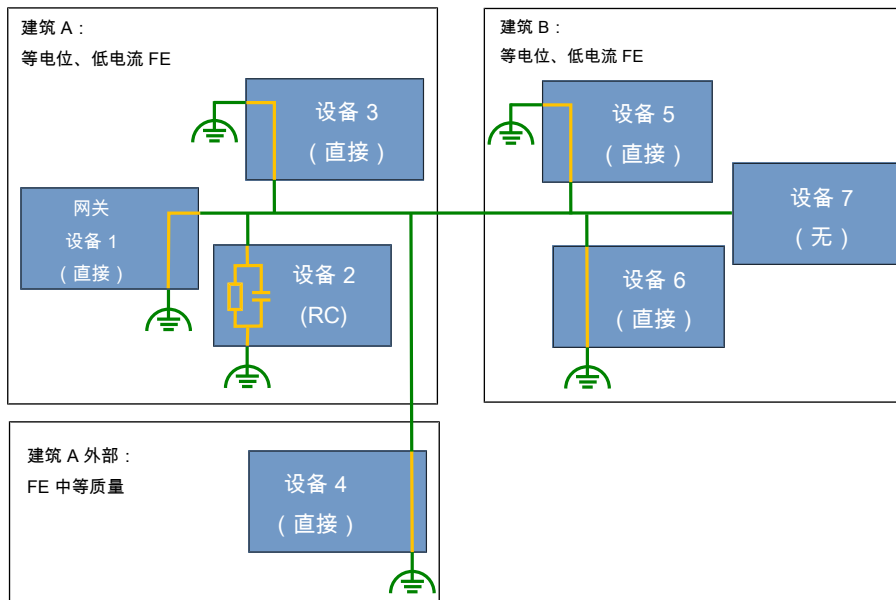 建筑 A：
等电位、低电流 FE
设备 3
（直接）
网关
设备 1
（直接）
设备 2
(RC)
建筑 B：
等电位、低电流 FE
设备 5
（直接）
设备 7
（无）
设备 6
（直接）
建筑 A 外部：
FE 中等质量
设备 4
（直接）